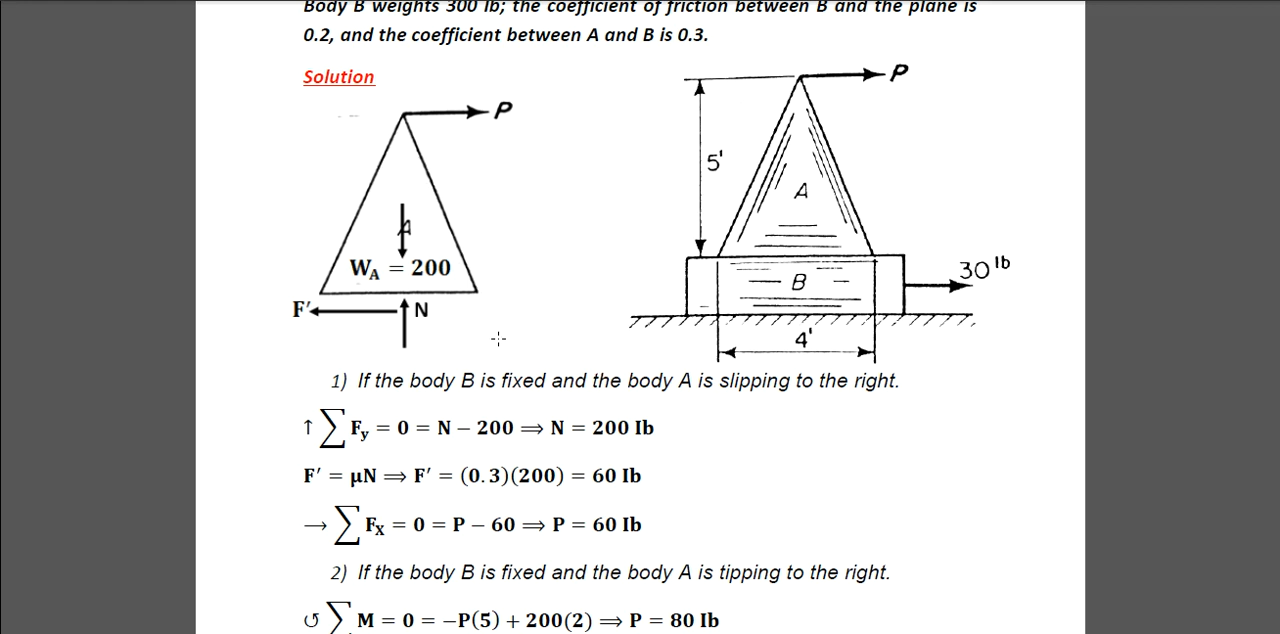 Body B weights 300 lb; the coefficient of friction between B and the plane is
0.2, and the coefficient between A and B is 0.3.
Solution
P
A
W_A = 200
F'
N
P
5'
A
B
30 lb
4'
1) If the body B is fixed and the body A is slipping to the right.
↑ ∑ F_y = 0 = N − 200 ⟹ N = 200 Ib
F′ = μN ⟹ F′ = (0.3)(200) = 60 Ib
→ ∑ F_X = 0 = P − 60 ⟹ P = 60 Ib
2) If the body B is fixed and the body A is tipping to the right.
↺ ∑ M = 0 = −P(5) + 200(2) ⟹ P = 80 Ib